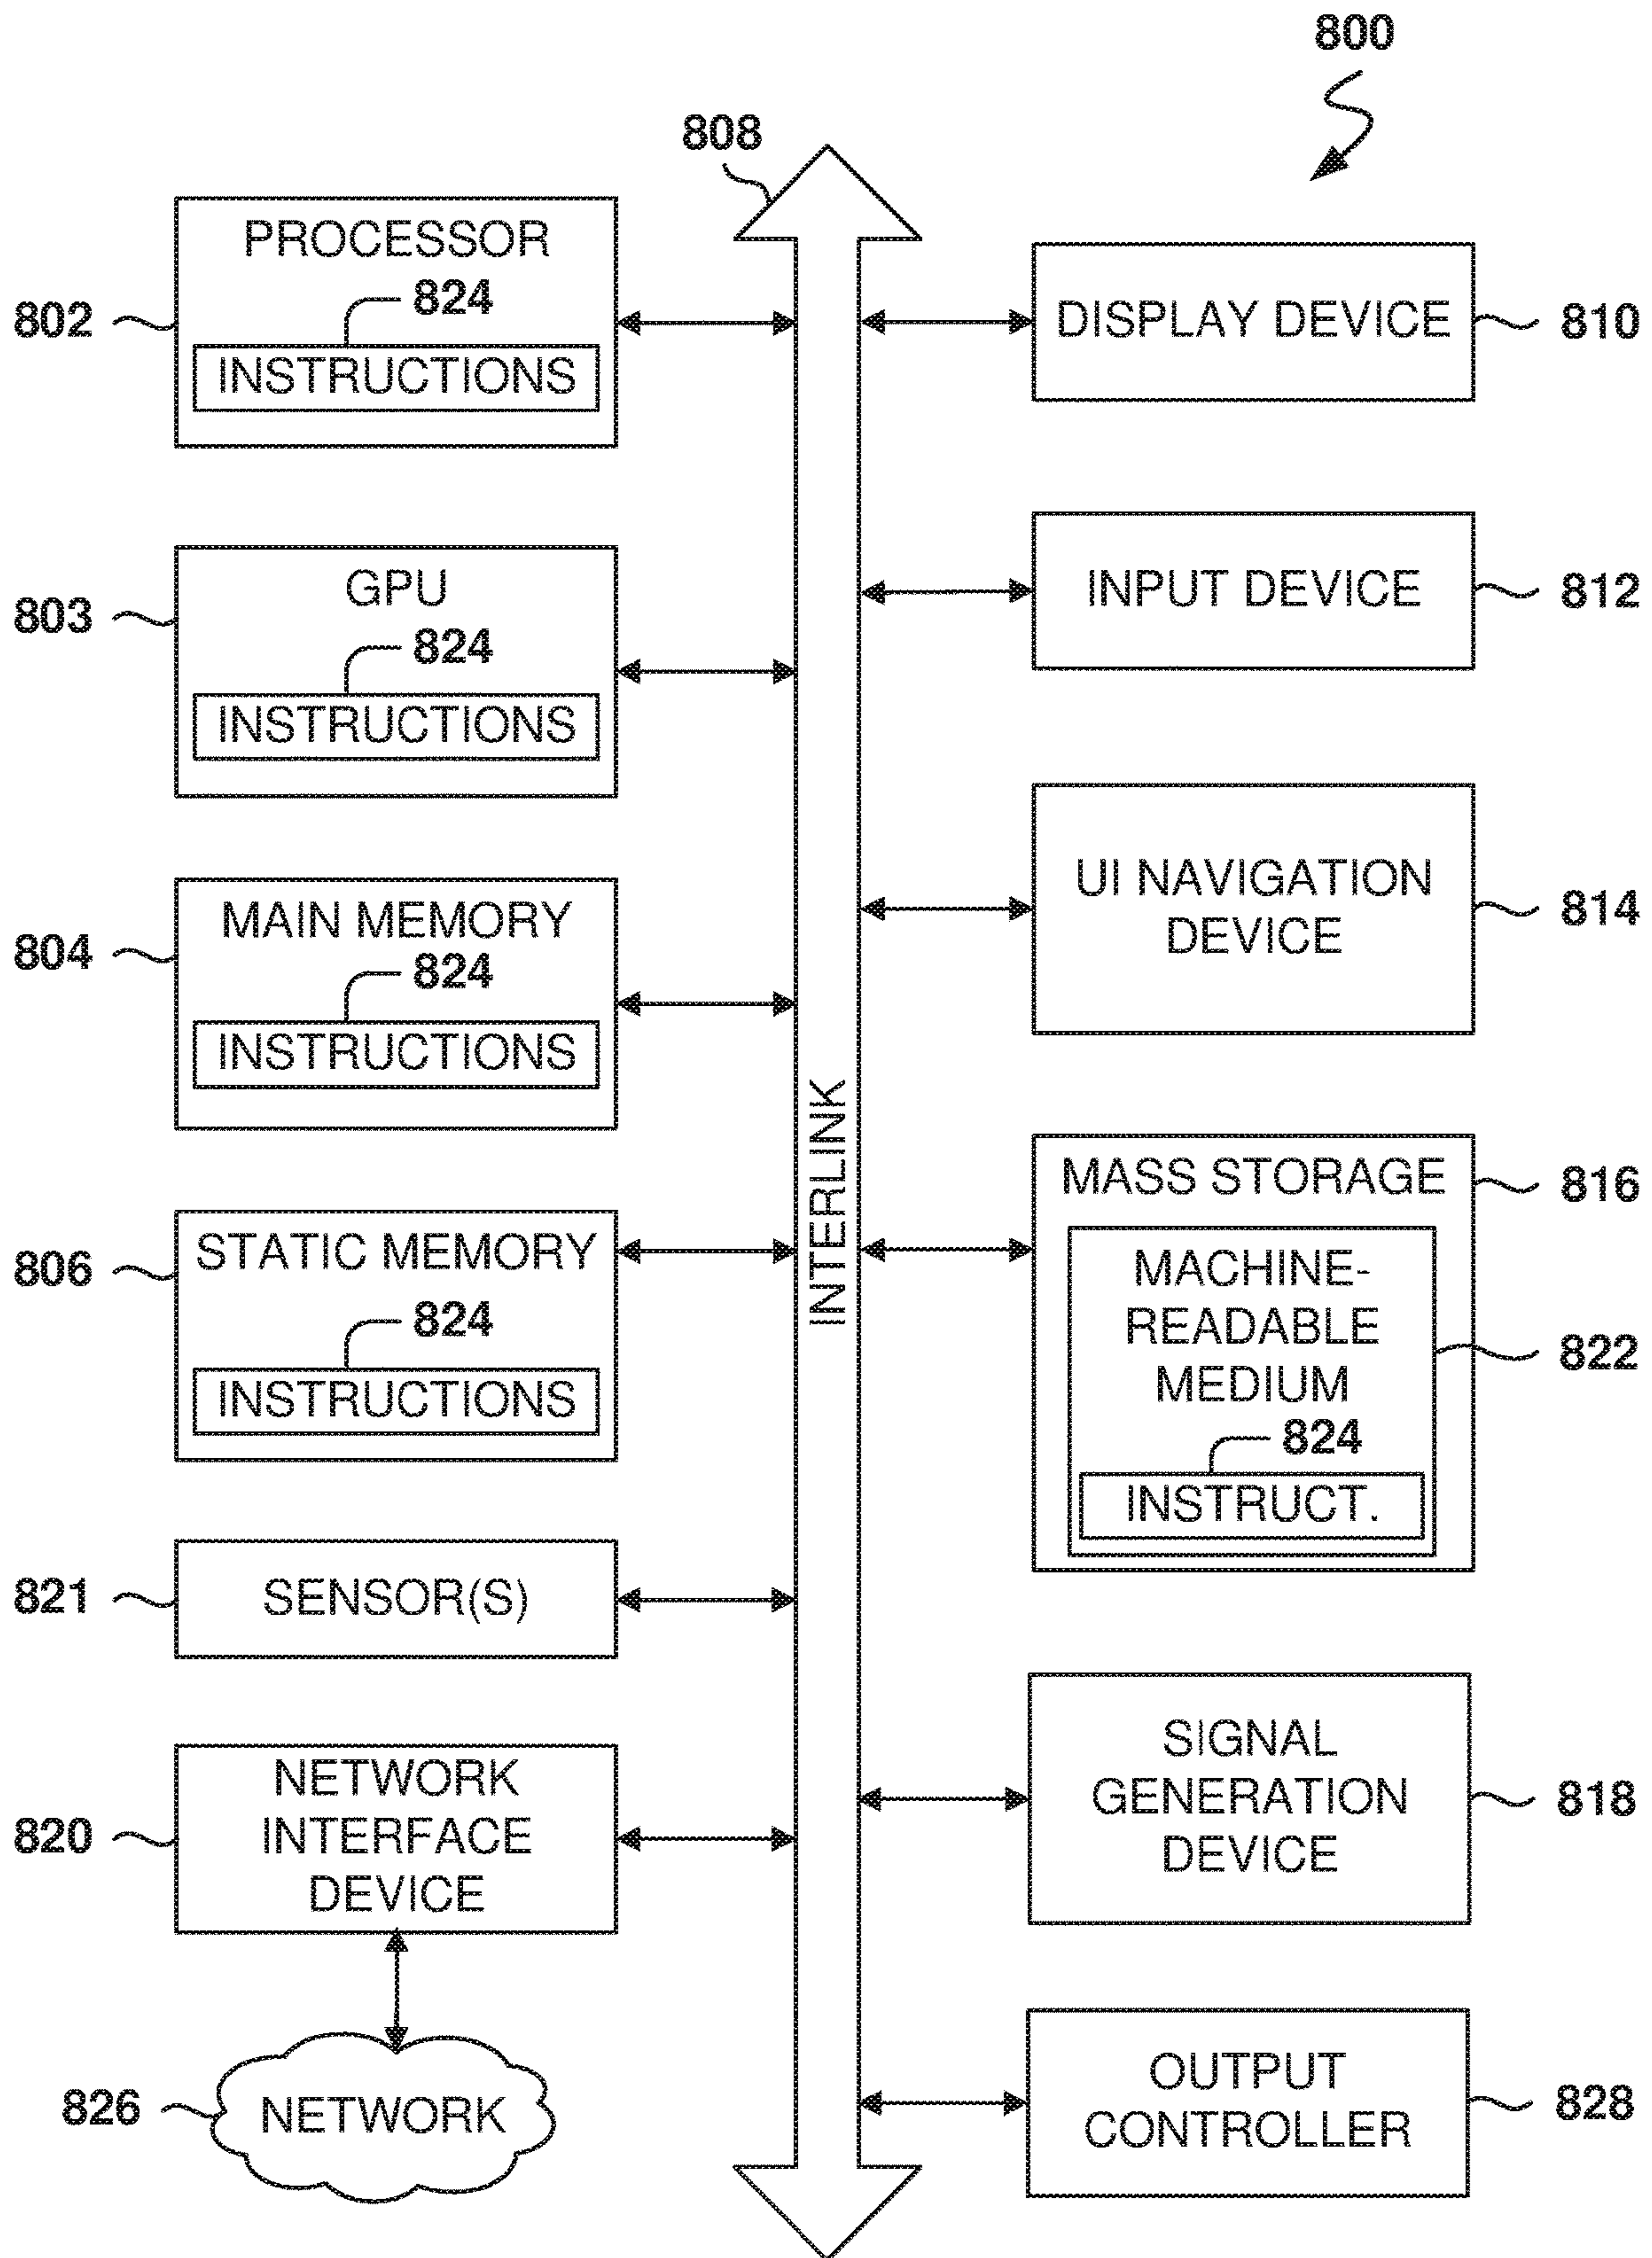 800
808
PROCESSOR
824
802
INSTRUCTIONS
GPU
803
824
INSTRUCTIONS
MAIN MEMORY
804
824
INSTRUCTIONS
STATIC MEMORY
806
824
INSTRUCTIONS
821
SENSOR(S)
NETWORK
820
INTERFACE
DEVICE
826
NETWORK
INTERLINK
DISPLAY DEVICE
810
INPUT DEVICE
812
UI NAVIGATION
DEVICE
814
MASS STORAGE
816
MACHINE-
READABLE
MEDIUM
822
824
INSTRUCT.
SIGNAL
GENERATION
DEVICE
818
OUTPUT
CONTROLLER
828